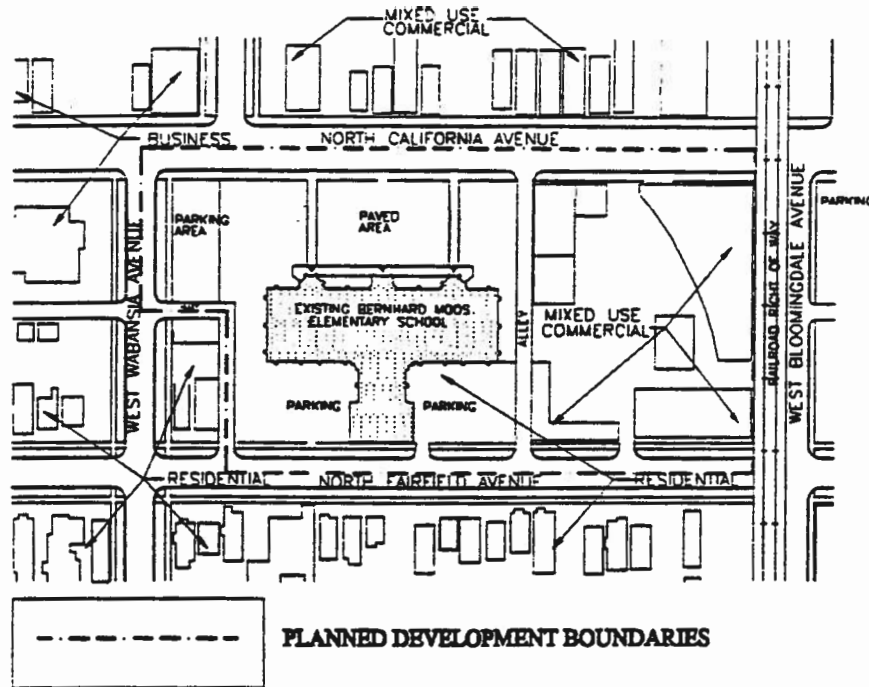 MIXED USE
COMMERCIAL
BUSINESS
NORTH CALIFORNIA AVENUE
PARKING
AREA
PAVED
AREA
PARKING
WEST WABANSIA AVENUE
EXISTING BERNHARD MOOS
ELEMENTARY SCHOOL
ALLEY
MIXED USE
COMMERCIAL
RAILROAD RIGHT OF WAY
WEST BLOOMINGDALE AVENUE
PARKING
PARKING
RESIDENTIAL
NORTH FAIRFIELD AVENUE
RESIDENTIAL
PLANNED DEVELOPMENT BOUNDARIES